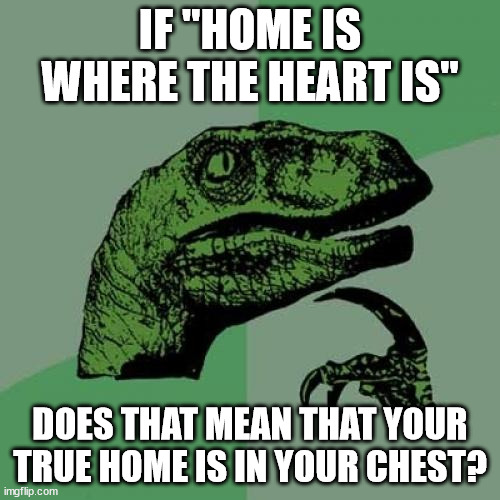 IF "HOME IS
WHERE THE HEART IS"
DOES THAT MEAN THAT YOUR
TRUE HOME IS IN YOUR CHEST?
imgflip.com